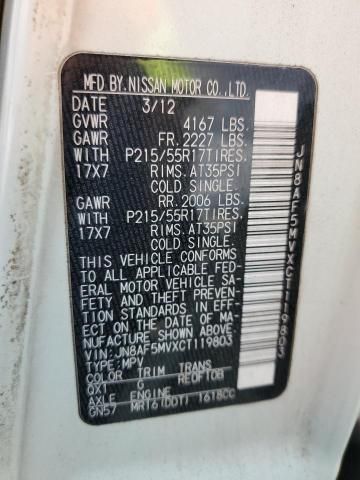 MFD.BY.NISSAN MOTOR CO.,LTD.
DATE 3/12
GVWR 4167 LBS.
GAWR FR.2227 LBS.
WITH P215/55R17TIRES.
17X7 RIMS.AT35PSI
COLD SINGLE.
GAWR RR.2006 LBS.
WITH P215/55R17TIRES.
17X7 RIMS.AT35PSI
COLD SINGLE.
THIS VEHICLE CONFORMS
TO ALL APPLICABLE FED-
ERAL MOTOR VEHICLE SA-
FETY AND THEFT PREVEN-
TION STANDARDS IN EFF-
ECT ON THE DATE OF MA-
NUFACTURE SHOWN ABOVE.
VIN:JN8AF5MVXCT119803
TYPE:MPV
COLOR TRIM TRANS
QX1 G RE0F10B
AXLE ENGINE
GN57 MR16(DDT) 1618CC
JN8AF5MVXCT119803